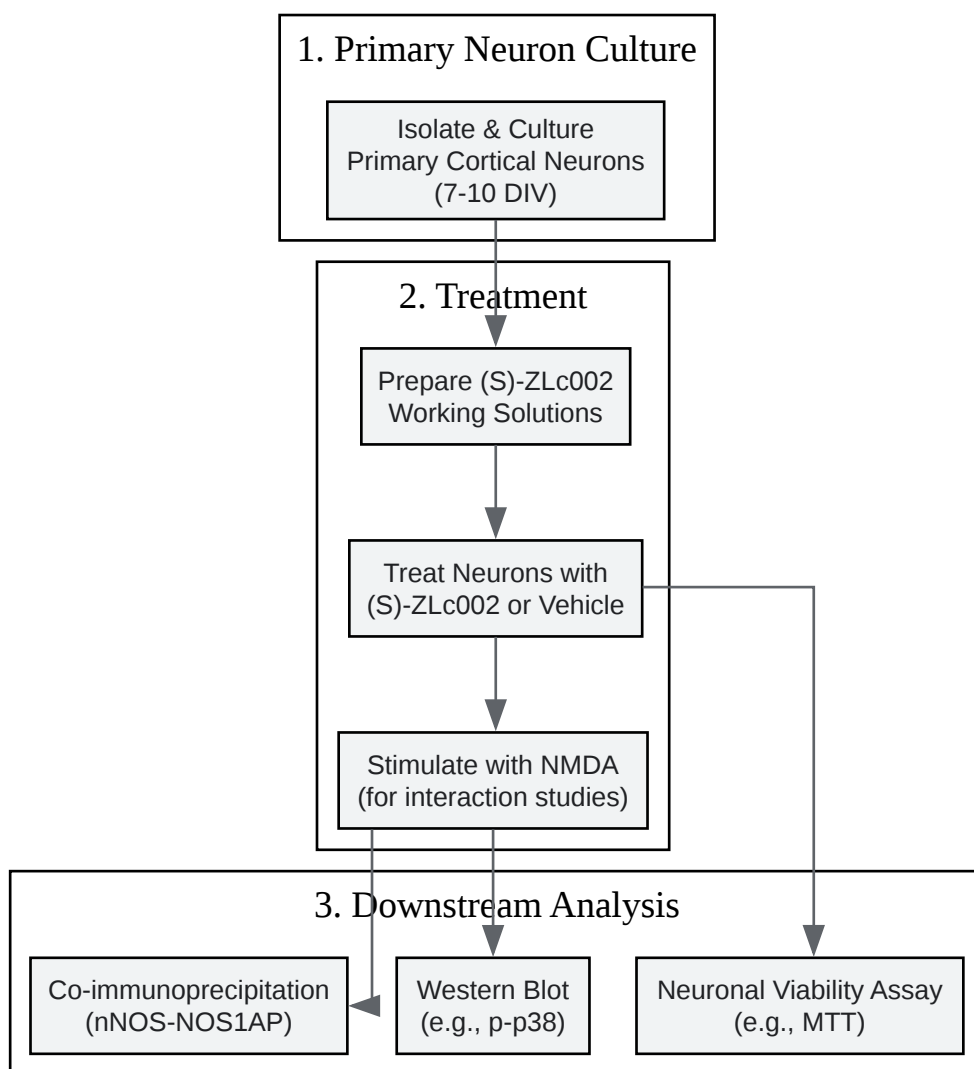 1. Primary Neuron Culture
Isolate & Culture
Primary Cortical Neurons
(7-10 DIV)
2. Treatment
Prepare (S)-ZLc002
Working Solutions
Treat Neurons with
(S)-ZLc002 or Vehicle
Stimulate with NMDA
(for interaction studies)
3. Downstream Analysis
Co-immunoprecipitation
(nNOS-NOS1AP)
Western Blot
(e.g., p-p38)
Neuronal Viability Assay
(e.g., MTT)